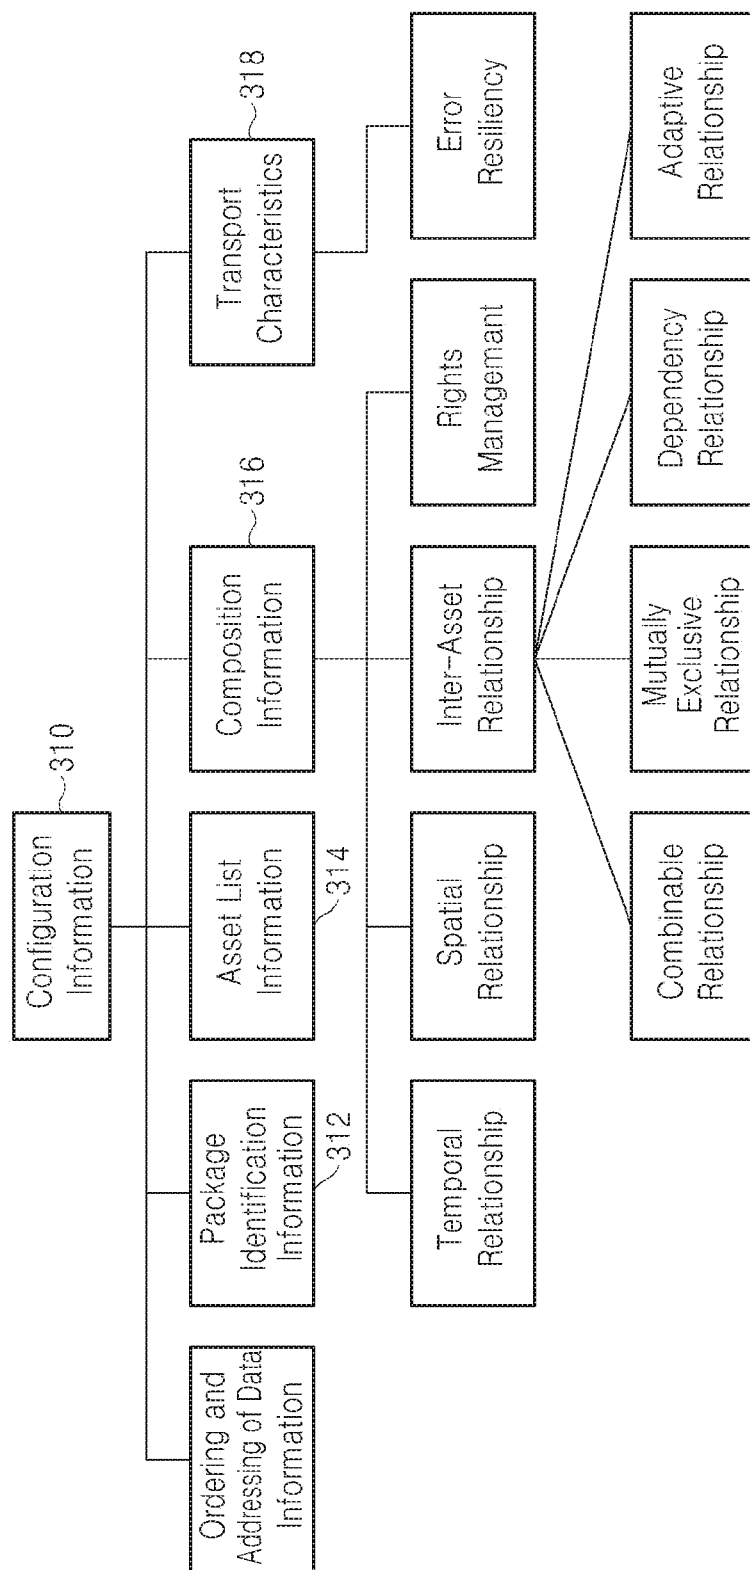 Configuration
Information
310
Ordering and
Addressing of Data
Information
Package
Identification
Information
312
Asset List
Information
314
Composition
Information
316
Transport
Characteristics
318
Temporal
Relationship
Spatial
Relationship
Inter-Asset
Relationship
Rights
Managemant
Error
Resiliency
Combinable
Relationship
Mutually
Exclusive
Relationship
Dependency
Relationship
Adaptive
Relationship